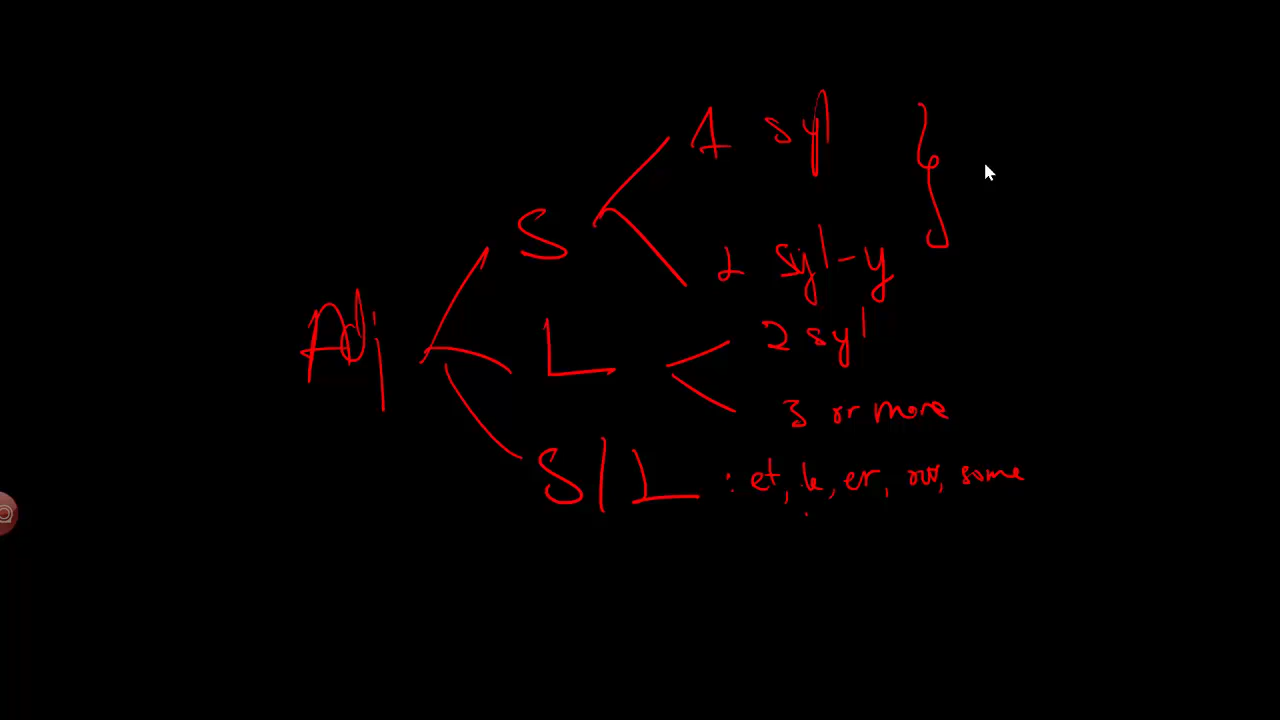 1 syl
S
2 syl-y
Adj
2 syl
L
3 or more
S/L : et, le, er, ow, some